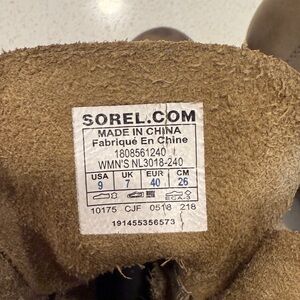 SOREL.COM
MADE IN CHINA
Fabriqué En Chine
1808561240
WMN'S NL3018-240
USA UK EUR CM
9 7 40 26
10175 CJF 0518 218
191455356573